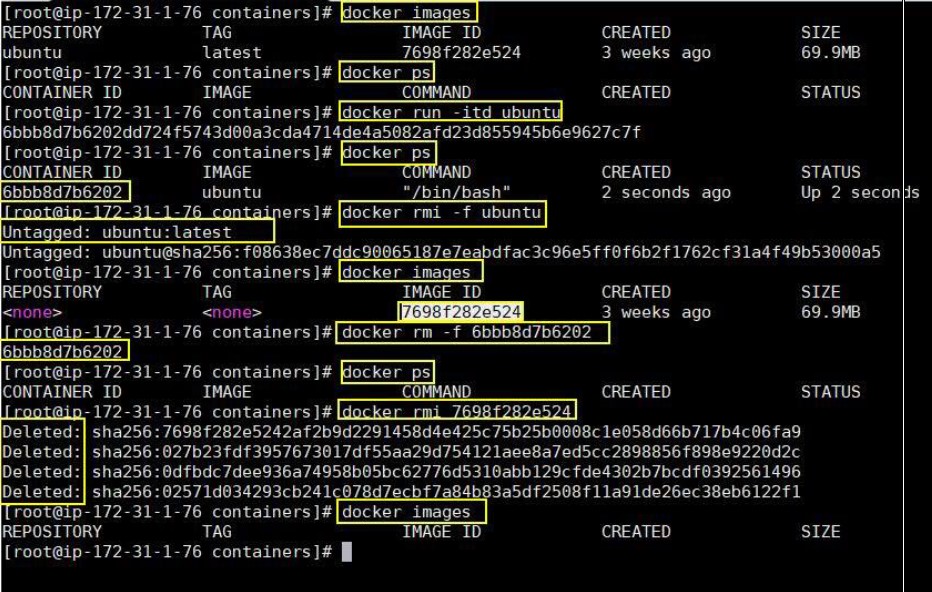 [root@ip-172-31-1-76 containers]# docker images
REPOSITORY TAG IMAGE ID CREATED SIZE
ubuntu latest 7698f282e524 3 weeks ago 69.9MB
[root@ip-172-31-1-76 containers]# docker ps
CONTAINER ID IMAGE COMMAND CREATED STATUS
[root@ip-172-31-1-76 containers]# docker run -itd ubuntu
6bbb8d7b6202dd724f5743d00a3cda4714de4a5082afd23d855945b6e9627c7f
[root@ip-172-31-1-76 containers]# docker ps
CONTAINER ID IMAGE COMMAND CREATED STATUS
6bbb8d7b6202 ubuntu "/bin/bash" 2 seconds ago Up 2 seconds
[root@ip-172-31-1-76 containers]# docker rmi -f ubuntu
Untagged: ubuntu:latest
Untagged: ubuntu@sha256:f08638ec7ddc90065187e7eabdfac3c96e5ff0f6b2f1762cf31a4f49b53000a5
[root@ip-172-31-1-76 containers]# docker images
REPOSITORY TAG IMAGE ID CREATED SIZE
<none> <none> 7698f282e524 3 weeks ago 69.9MB
[root@ip-172-31-1-76 containers]# docker rm -f 6bbb8d7b6202
6bbb8d7b6202
[root@ip-172-31-1-76 containers]# docker ps
CONTAINER ID IMAGE COMMAND CREATED STATUS
[root@ip-172-31-1-76 containers]# docker rmi 7698f282e524
Deleted: sha256:7698f282e5242af2b9d2291458d4e425c75b25b0008c1e058d66b717b4c06fa9
Deleted: sha256:027b23fdf3957673017df55aa29d754121aee8a7ed5cc2898856f898e9220d2c
Deleted: sha256:0dfbdc7dee936a74958b05bc62776d5310abb129cfde4302b7bcdf0392561496
Deleted: sha256:02571d034293cb241c078d7ecbf7a84b83a5df2508f11a91de26ec38eb6122f1
[root@ip-172-31-1-76 containers]# docker images
REPOSITORY TAG IMAGE ID CREATED SIZE
[root@ip-172-31-1-76 containers]#